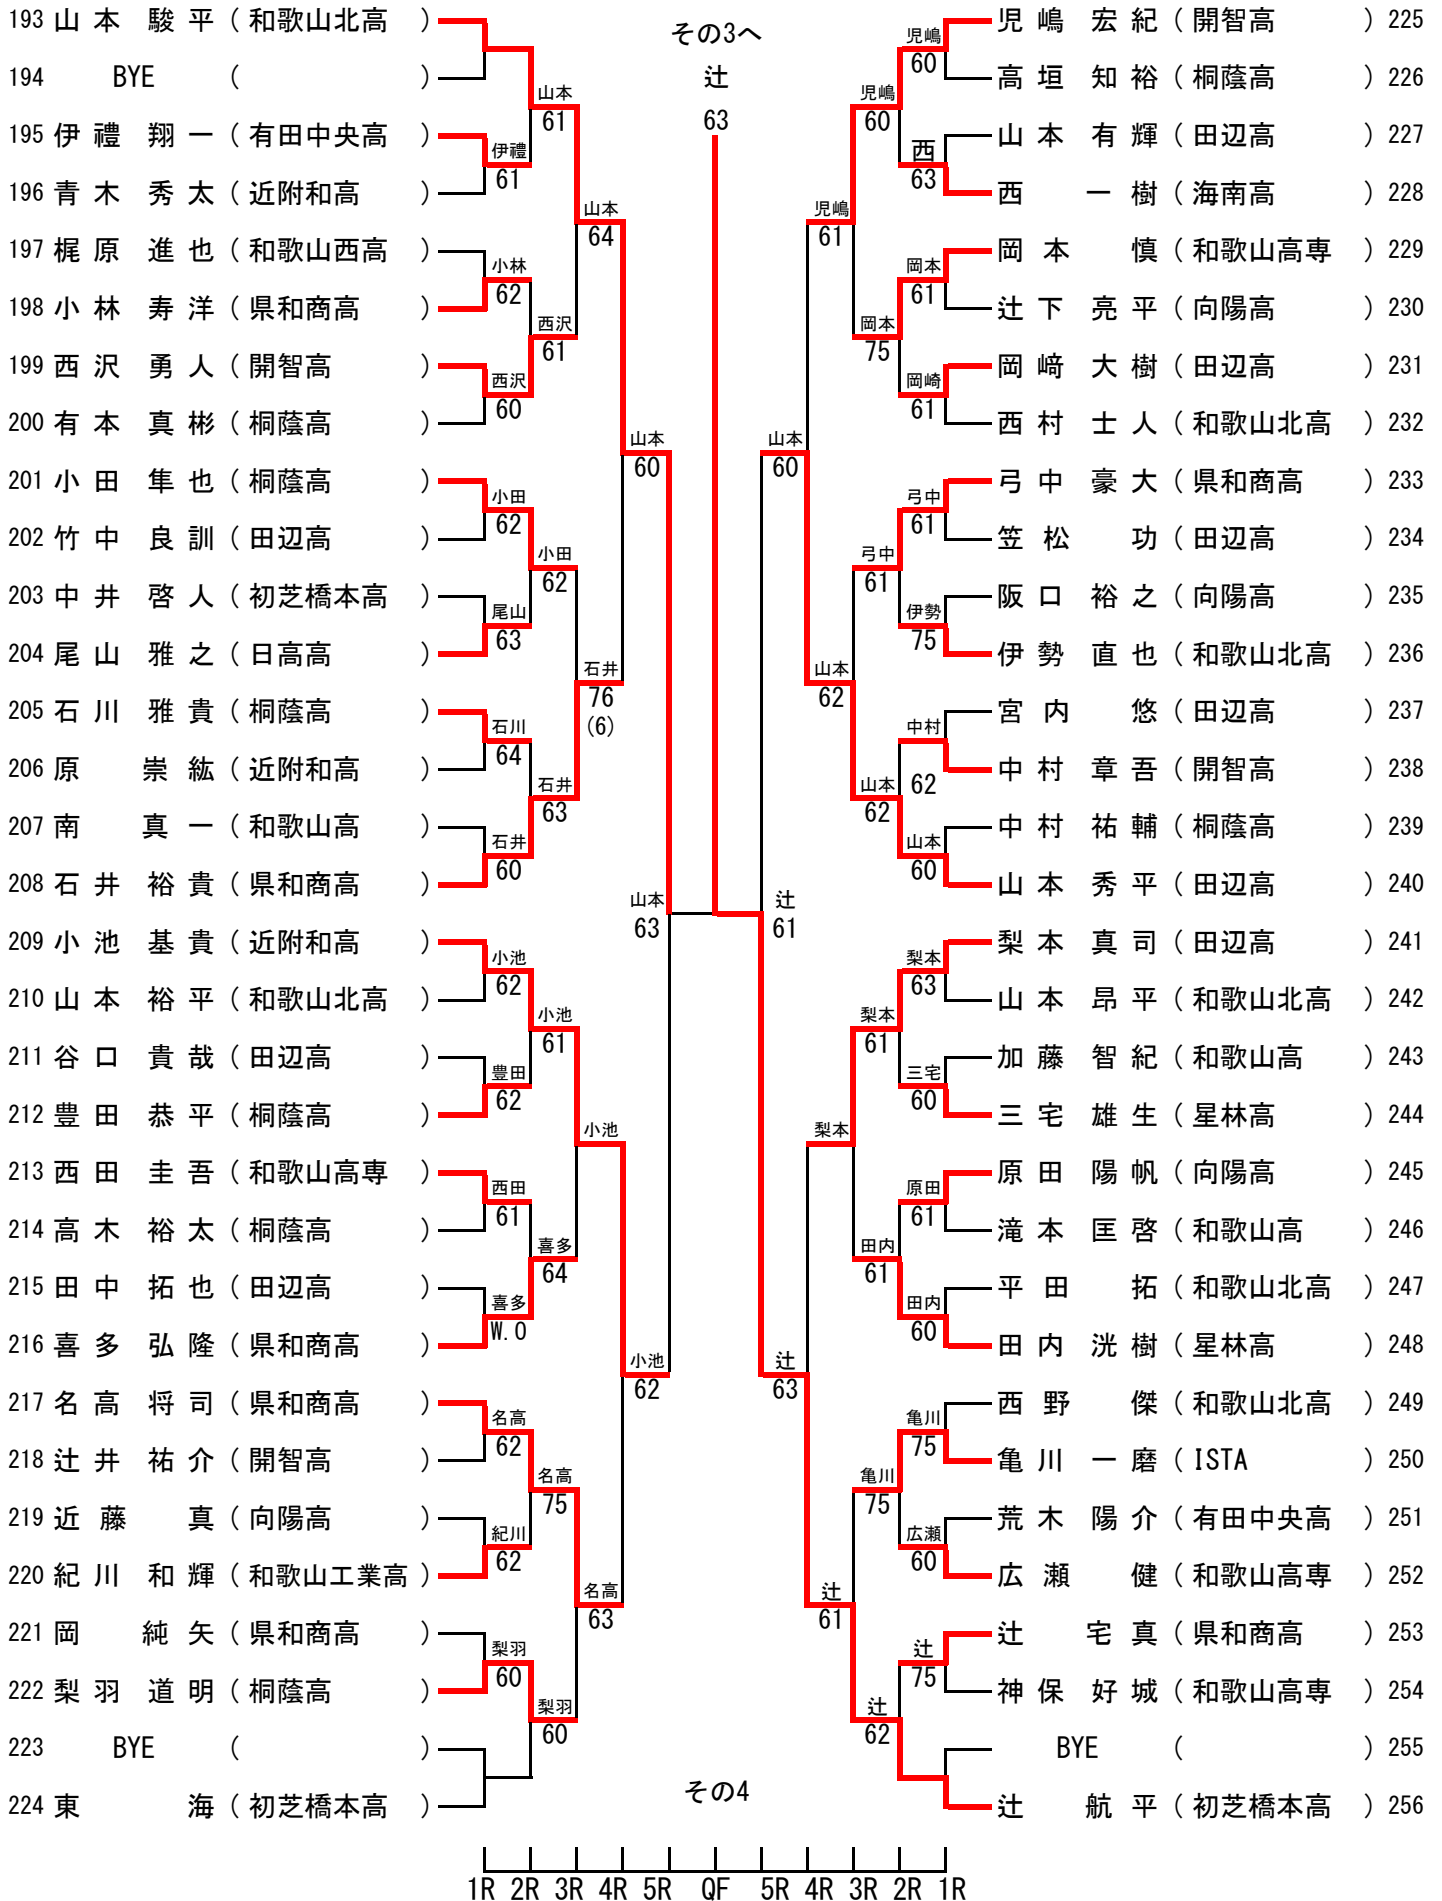 その3へ
辻
63
193 山本 駿平 ( 和歌山北高 )
194 BYE ( )
195 伊禮 翔一 ( 有田中央高 )
196 青木 秀太 ( 近附和高 )
197 梶原 進也 ( 和歌山西高 )
198 小林 寿洋 ( 県和商高 )
199 西沢 勇人 ( 開智高 )
200 有本 真彬 ( 桐蔭高 )
201 小田 隼也 ( 桐蔭高 )
202 竹中 良訓 ( 田辺高 )
203 中井 啓人 ( 初芝橋本高 )
204 尾山 雅之 ( 日高高 )
205 石川 雅貴 ( 桐蔭高 )
206 原 崇紘 ( 近附和高 )
207 南 真一 ( 和歌山高 )
208 石井 裕貴 ( 県和商高 )
209 小池 基貴 ( 近附和高 )
210 山本 裕平 ( 和歌山北高 )
211 谷口 貴哉 ( 田辺高 )
212 豊田 恭平 ( 桐蔭高 )
213 西田 圭吾 ( 和歌山高専 )
214 高木 裕太 ( 桐蔭高 )
215 田中 拓也 ( 田辺高 )
216 喜多 弘隆 ( 県和商高 )
217 名高 将司 ( 県和商高 )
218 辻井 祐介 ( 開智高 )
219 近藤 真 ( 向陽高 )
220 紀川 和輝 ( 和歌山工業高 )
221 岡 純矢 ( 県和商高 )
222 梨羽 道明 ( 桐蔭高 )
223 BYE ( )
224 東 海 ( 初芝橋本高 )
伊禮
61
小林
62
西沢
60
小田
62
尾山
63
石川
64
石井
60
小池
62
豊田
62
西田
61
喜多
W.O
名高
62
紀川
62
梨羽
60
山本
61
西沢
61
小田
62
石井
63
小池
61
喜多
64
名高
75
梨羽
60
山本
64
石井
76
(6)
小池
名高
63
山本
60
小池
62
山本
63
辻
61
山本
60
辻
63
児嶋
61
山本
62
梨本
辻
61
児嶋
60
岡本
75
弓中
61
山本
62
梨本
61
田内
61
亀川
75
辻
62
児嶋
60
西
63
岡本
61
岡崎
61
弓中
61
伊勢
75
中村
62
山本
60
梨本
63
三宅
60
原田
61
田内
60
亀川
75
広瀬
60
辻
75
児嶋 宏紀 ( 開智高 ) 225
高垣 知裕 ( 桐蔭高 ) 226
山本 有輝 ( 田辺高 ) 227
西 一樹 ( 海南高 ) 228
岡本 慎 ( 和歌山高専 ) 229
辻下 亮平 ( 向陽高 ) 230
岡﨑 大樹 ( 田辺高 ) 231
西村 士人 ( 和歌山北高 ) 232
弓中 豪大 ( 県和商高 ) 233
笠松 功 ( 田辺高 ) 234
阪口 裕之 ( 向陽高 ) 235
伊勢 直也 ( 和歌山北高 ) 236
宮内 悠 ( 田辺高 ) 237
中村 章吾 ( 開智高 ) 238
中村 祐輔 ( 桐蔭高 ) 239
山本 秀平 ( 田辺高 ) 240
梨本 真司 ( 田辺高 ) 241
山本 昂平 ( 和歌山北高 ) 242
加藤 智紀 ( 和歌山高 ) 243
三宅 雄生 ( 星林高 ) 244
原田 陽帆 ( 向陽高 ) 245
滝本 匡啓 ( 和歌山高 ) 246
平田 拓 ( 和歌山北高 ) 247
田内 洸樹 ( 星林高 ) 248
西野 傑 ( 和歌山北高 ) 249
亀川 一磨 ( ISTA ) 250
荒木 陽介 ( 有田中央高 ) 251
広瀬 健 ( 和歌山高専 ) 252
辻 宅真 ( 県和商高 ) 253
神保 好城 ( 和歌山高専 ) 254
BYE ( ) 255
辻 航平 ( 初芝橋本高 ) 256
その4
1R 2R 3R 4R 5R QF 5R 4R 3R 2R 1R